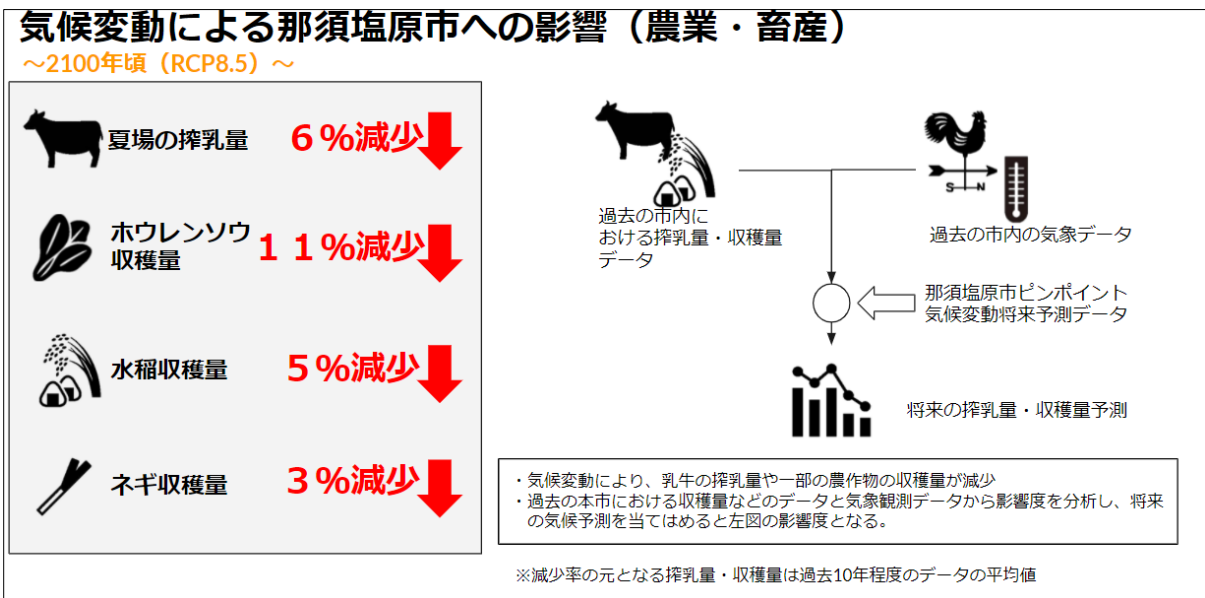 気候変動による那須塩原市への影響（農業・畜産）
～2100年頃（RCP8.5）～
夏場の搾乳量
６%減少
ホウレンソウ
収穫量
１１%減少
水稲収穫量
５%減少
ネギ収穫量
３%減少
過去の市内に
おける搾乳量・収穫量
データ
S N
過去の市内の気象データ
那須塩原市ピンポイント
気候変動将来予測データ
将来の搾乳量・収穫量予測
・気候変動により、乳牛の搾乳量や一部の農作物の収穫量が減少
・過去の本市における収穫量などのデータと気象観測データから影響度を分析し、将来
の気候予測を当てはめると左図の影響度となる。
※減少率の元となる搾乳量・収穫量は過去10年程度のデータの平均値